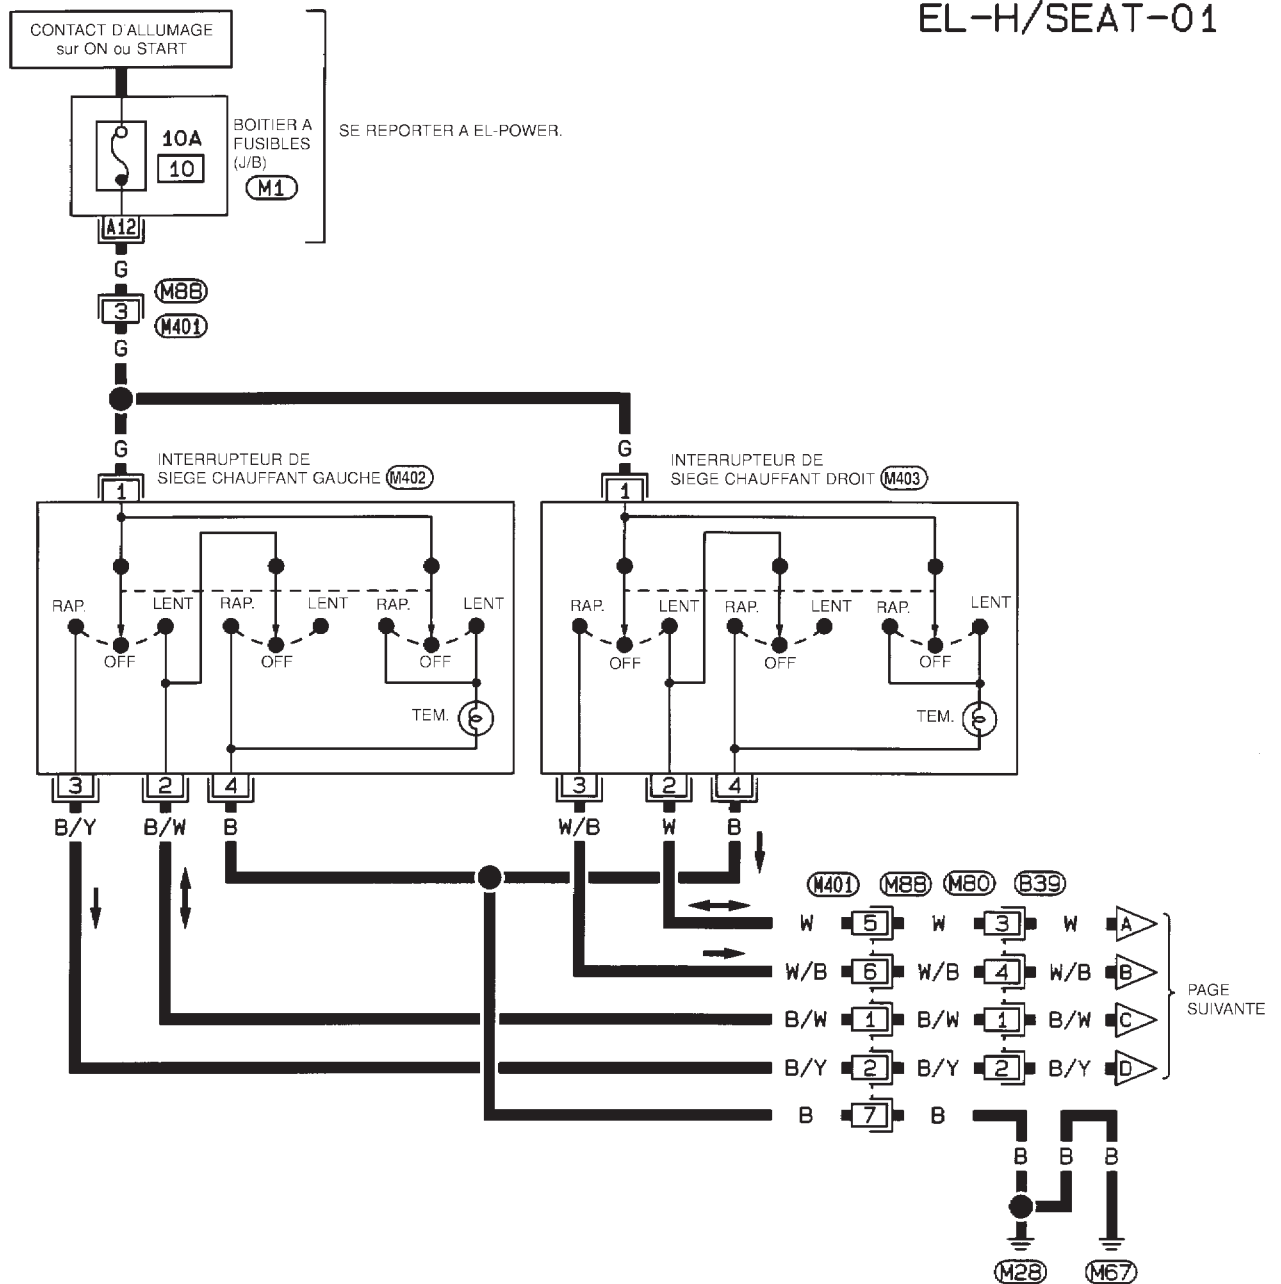 EL-H/SEAT-01
CONTACT D'ALLUMAGE
sur ON ou START
10A
10
BOITIER A
FUSIBLES
(J/B)
M1
SE REPORTER A EL-POWER.
A12
G
M88
3
M401
G
G
G
INTERRUPTEUR DE
SIEGE CHAUFFANT GAUCHE M402
1
INTERRUPTEUR DE
SIEGE CHAUFFANT DROIT M403
1
RAP. LENT RAP. LENT RAP. LENT
OFF OFF OFF
TEM.
RAP. LENT RAP. LENT RAP. LENT
OFF OFF OFF
TEM.
3 2 4 3 2 4
B/Y B/W B W/B W B
M401 M88 M80 B39
W 5 W 3 W A
W/B 6 W/B 4 W/B B
B/W 1 B/W 1 B/W C
B/Y 2 B/Y 2 B/Y D
PAGE
SUIVANTE
B 7 B
B B B
M28 M67